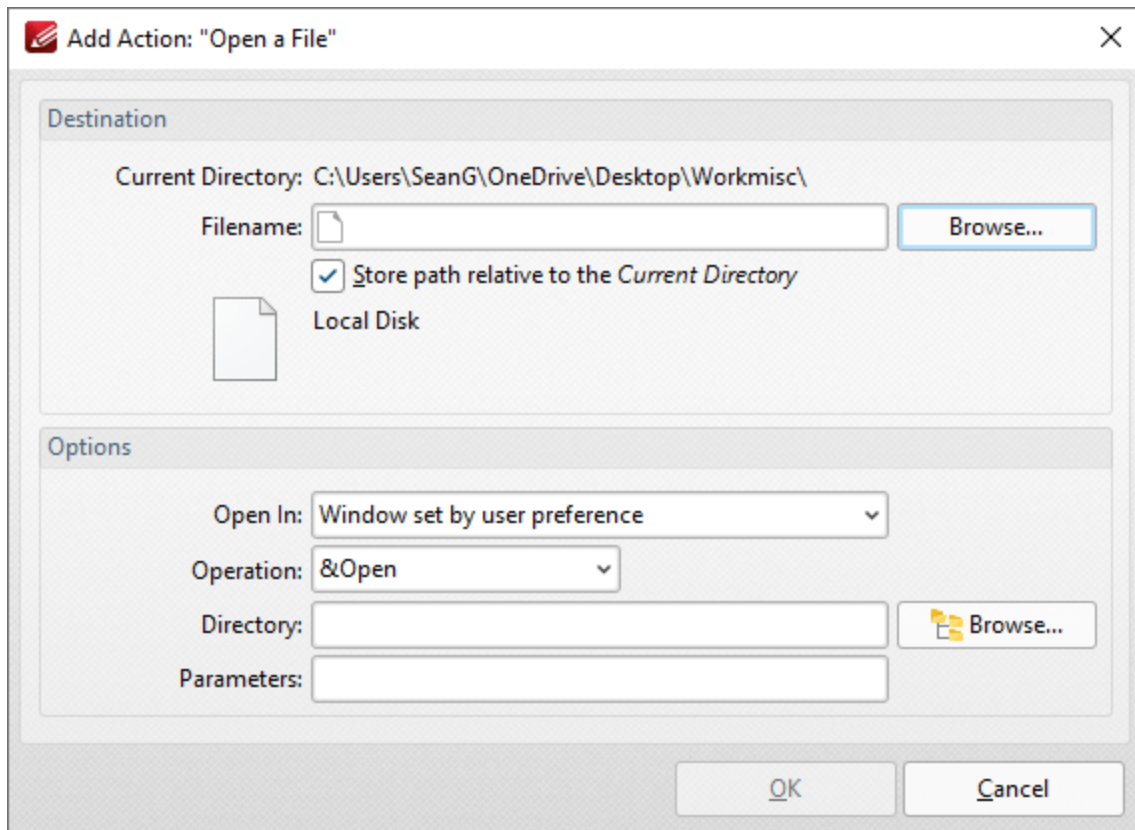 Add Action: "Open a File"
Destination
Current Directory: C:\Users\SeanG\OneDrive\Desktop\Workmisc\
Filename: Browse...
Store path relative to the Current Directory
Local Disk
Options
Open In: Window set by user preference
Operation: &Open
Directory: Browse...
Parameters:
OK Cancel